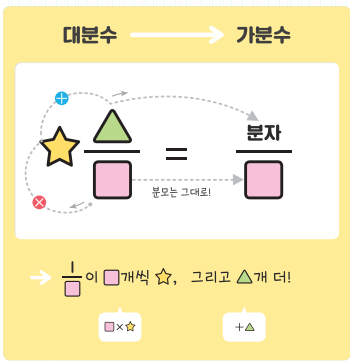 대분수 → 가분수
⊕
☆ △/□ = 분자/□
⊗
분모는 그대로!
→ 1/□ 이 □개씩 ☆, 그리고 △개 더!
□×☆ +△